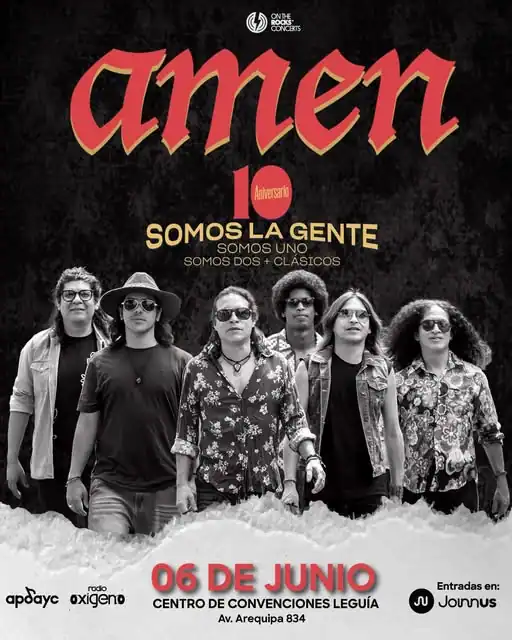 ON THE
ROCKS
CONCERTS
amen
10
Aniversario
SOMOS LA GENTE
SOMOS UNO
SOMOS DOS + CLÁSICOS
06 DE JUNIO
CENTRO DE CONVENCIONES LEGUÍA
Av. Arequipa 834
apdayc
radio
oxígeno
Entradas en:
Joinnus